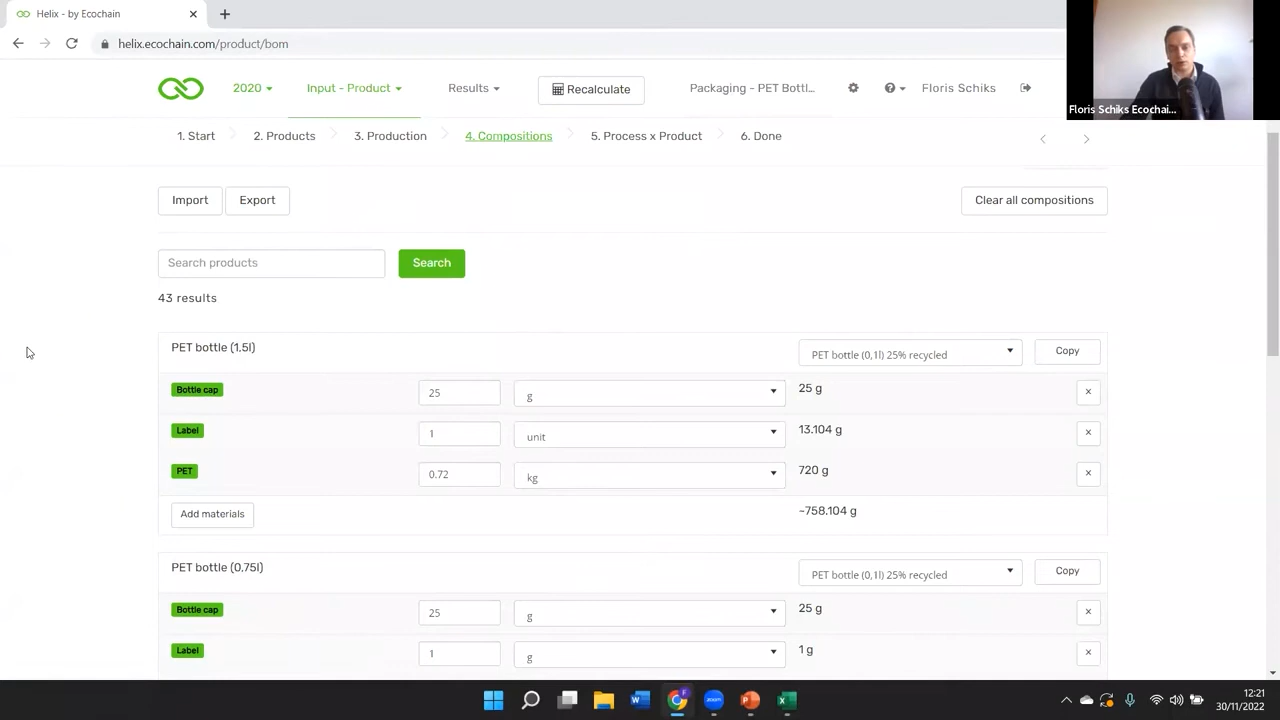 Helix - by Ecochain
helix.ecochain.com/product/bom
2020 Input - Product Results Recalculate Packaging - PET Bottl... Floris Schiks
Floris Schiks Ecochai...
1. Start 2. Products 3. Production 4. Compositions 5. Process x Product 6. Done
Import Export Clear all compositions
Search products Search
43 results
PET bottle (1.5l) PET bottle (0,1l) 25% recycled Copy
Bottle cap 25 g 25 g
Label 1 unit 13.104 g
PET 0.72 kg 720 g
Add materials ~758.104 g
PET bottle (0.75l) PET bottle (0,1l) 25% recycled Copy
Bottle cap 25 g 25 g
Label 1 g 1 g
12:21
30/11/2022